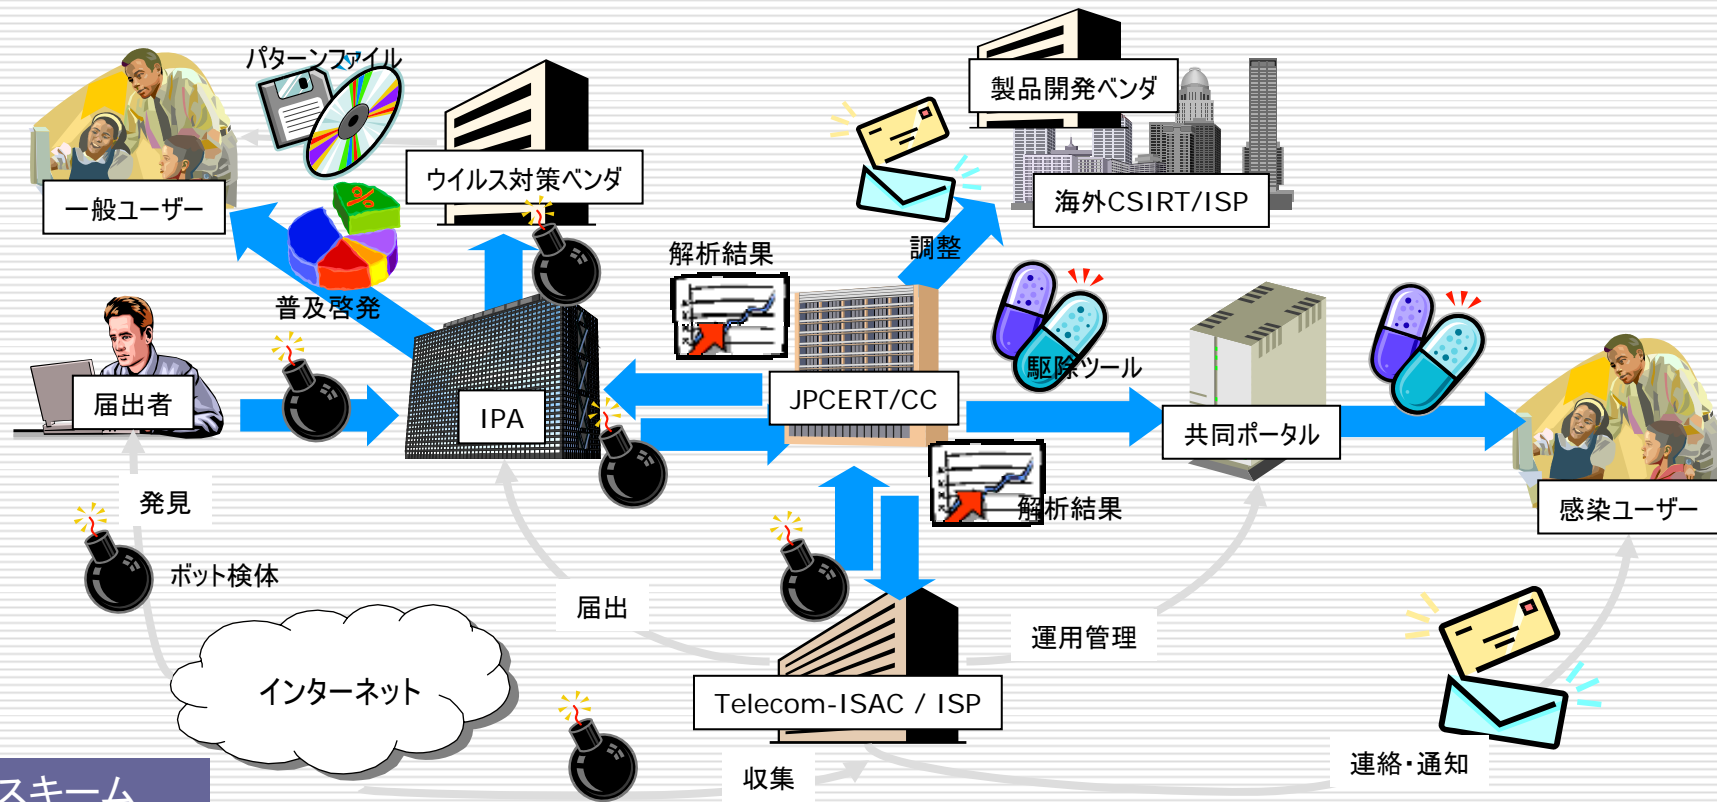 パターンファイル
製品開発ベンダ
ウイルス対策ベンダ
一般ユーザー
海外CSIRT/ISP
解析結果
調整
普及啓発
駆除ツール
届出者
IPA
JPCERT/CC
共同ポータル
発見
解析結果
感染ユーザー
ボット検体
届出
運用管理
インターネット
Telecom-ISAC / ISP
収集
連絡・通知
スキーム